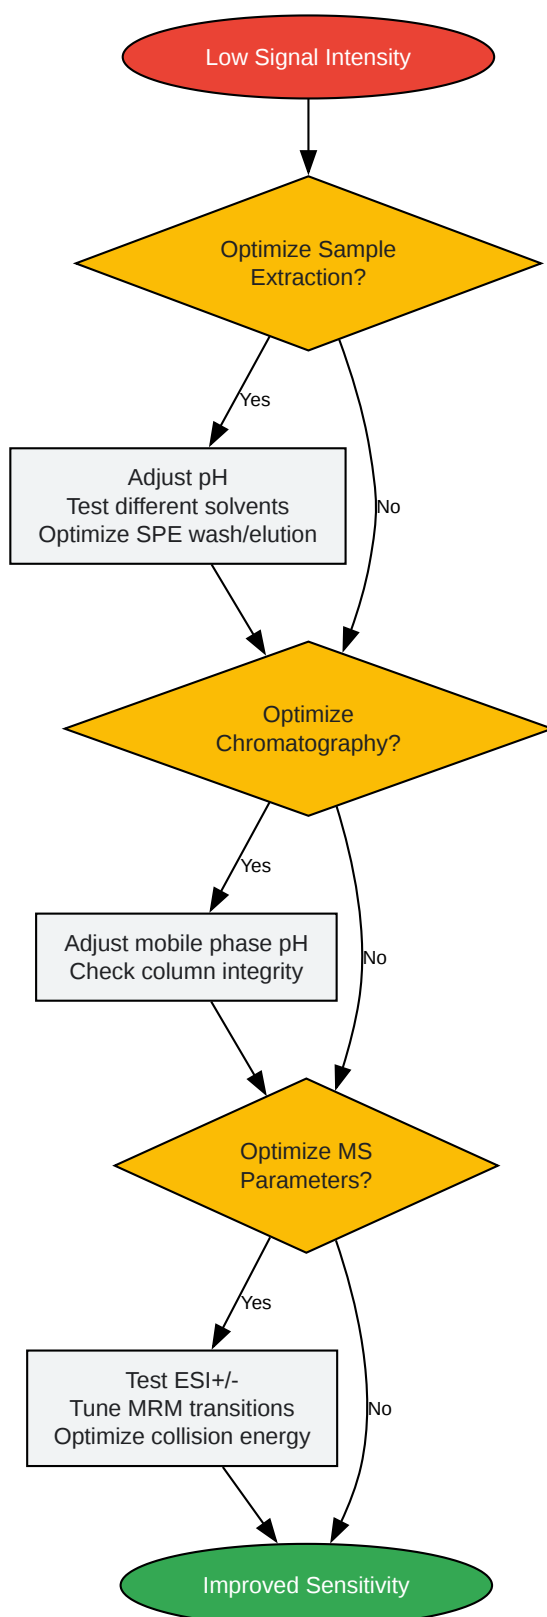 Low Signal Intensity
Optimize Sample
Extraction?
Yes
No
Adjust pH
Test different solvents
Optimize SPE wash/elution
Optimize
Chromatography?
Yes
No
Adjust mobile phase pH
Check column integrity
Optimize MS
Parameters?
Yes
No
Test ESI+/-
Tune MRM transitions
Optimize collision energy
Improved Sensitivity